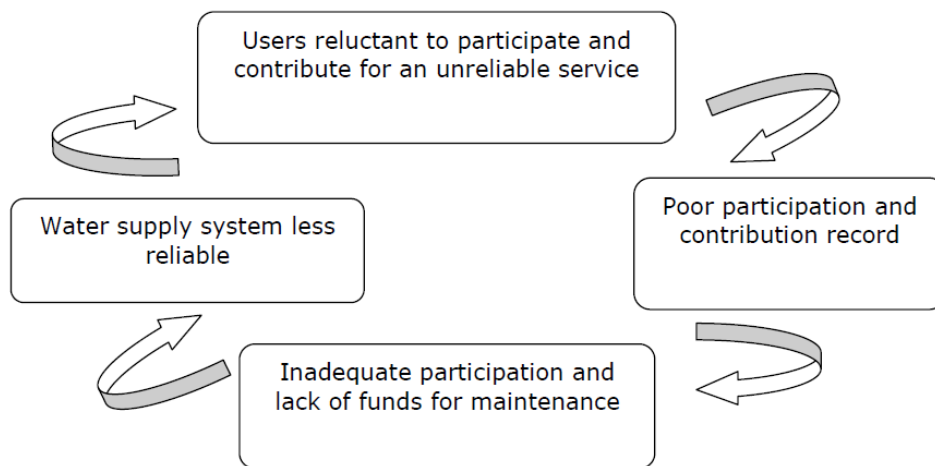 Users reluctant to participate and
contribute for an unreliable service
Poor participation and
contribution record
Inadequate participation and
lack of funds for maintenance
Water supply system less
reliable